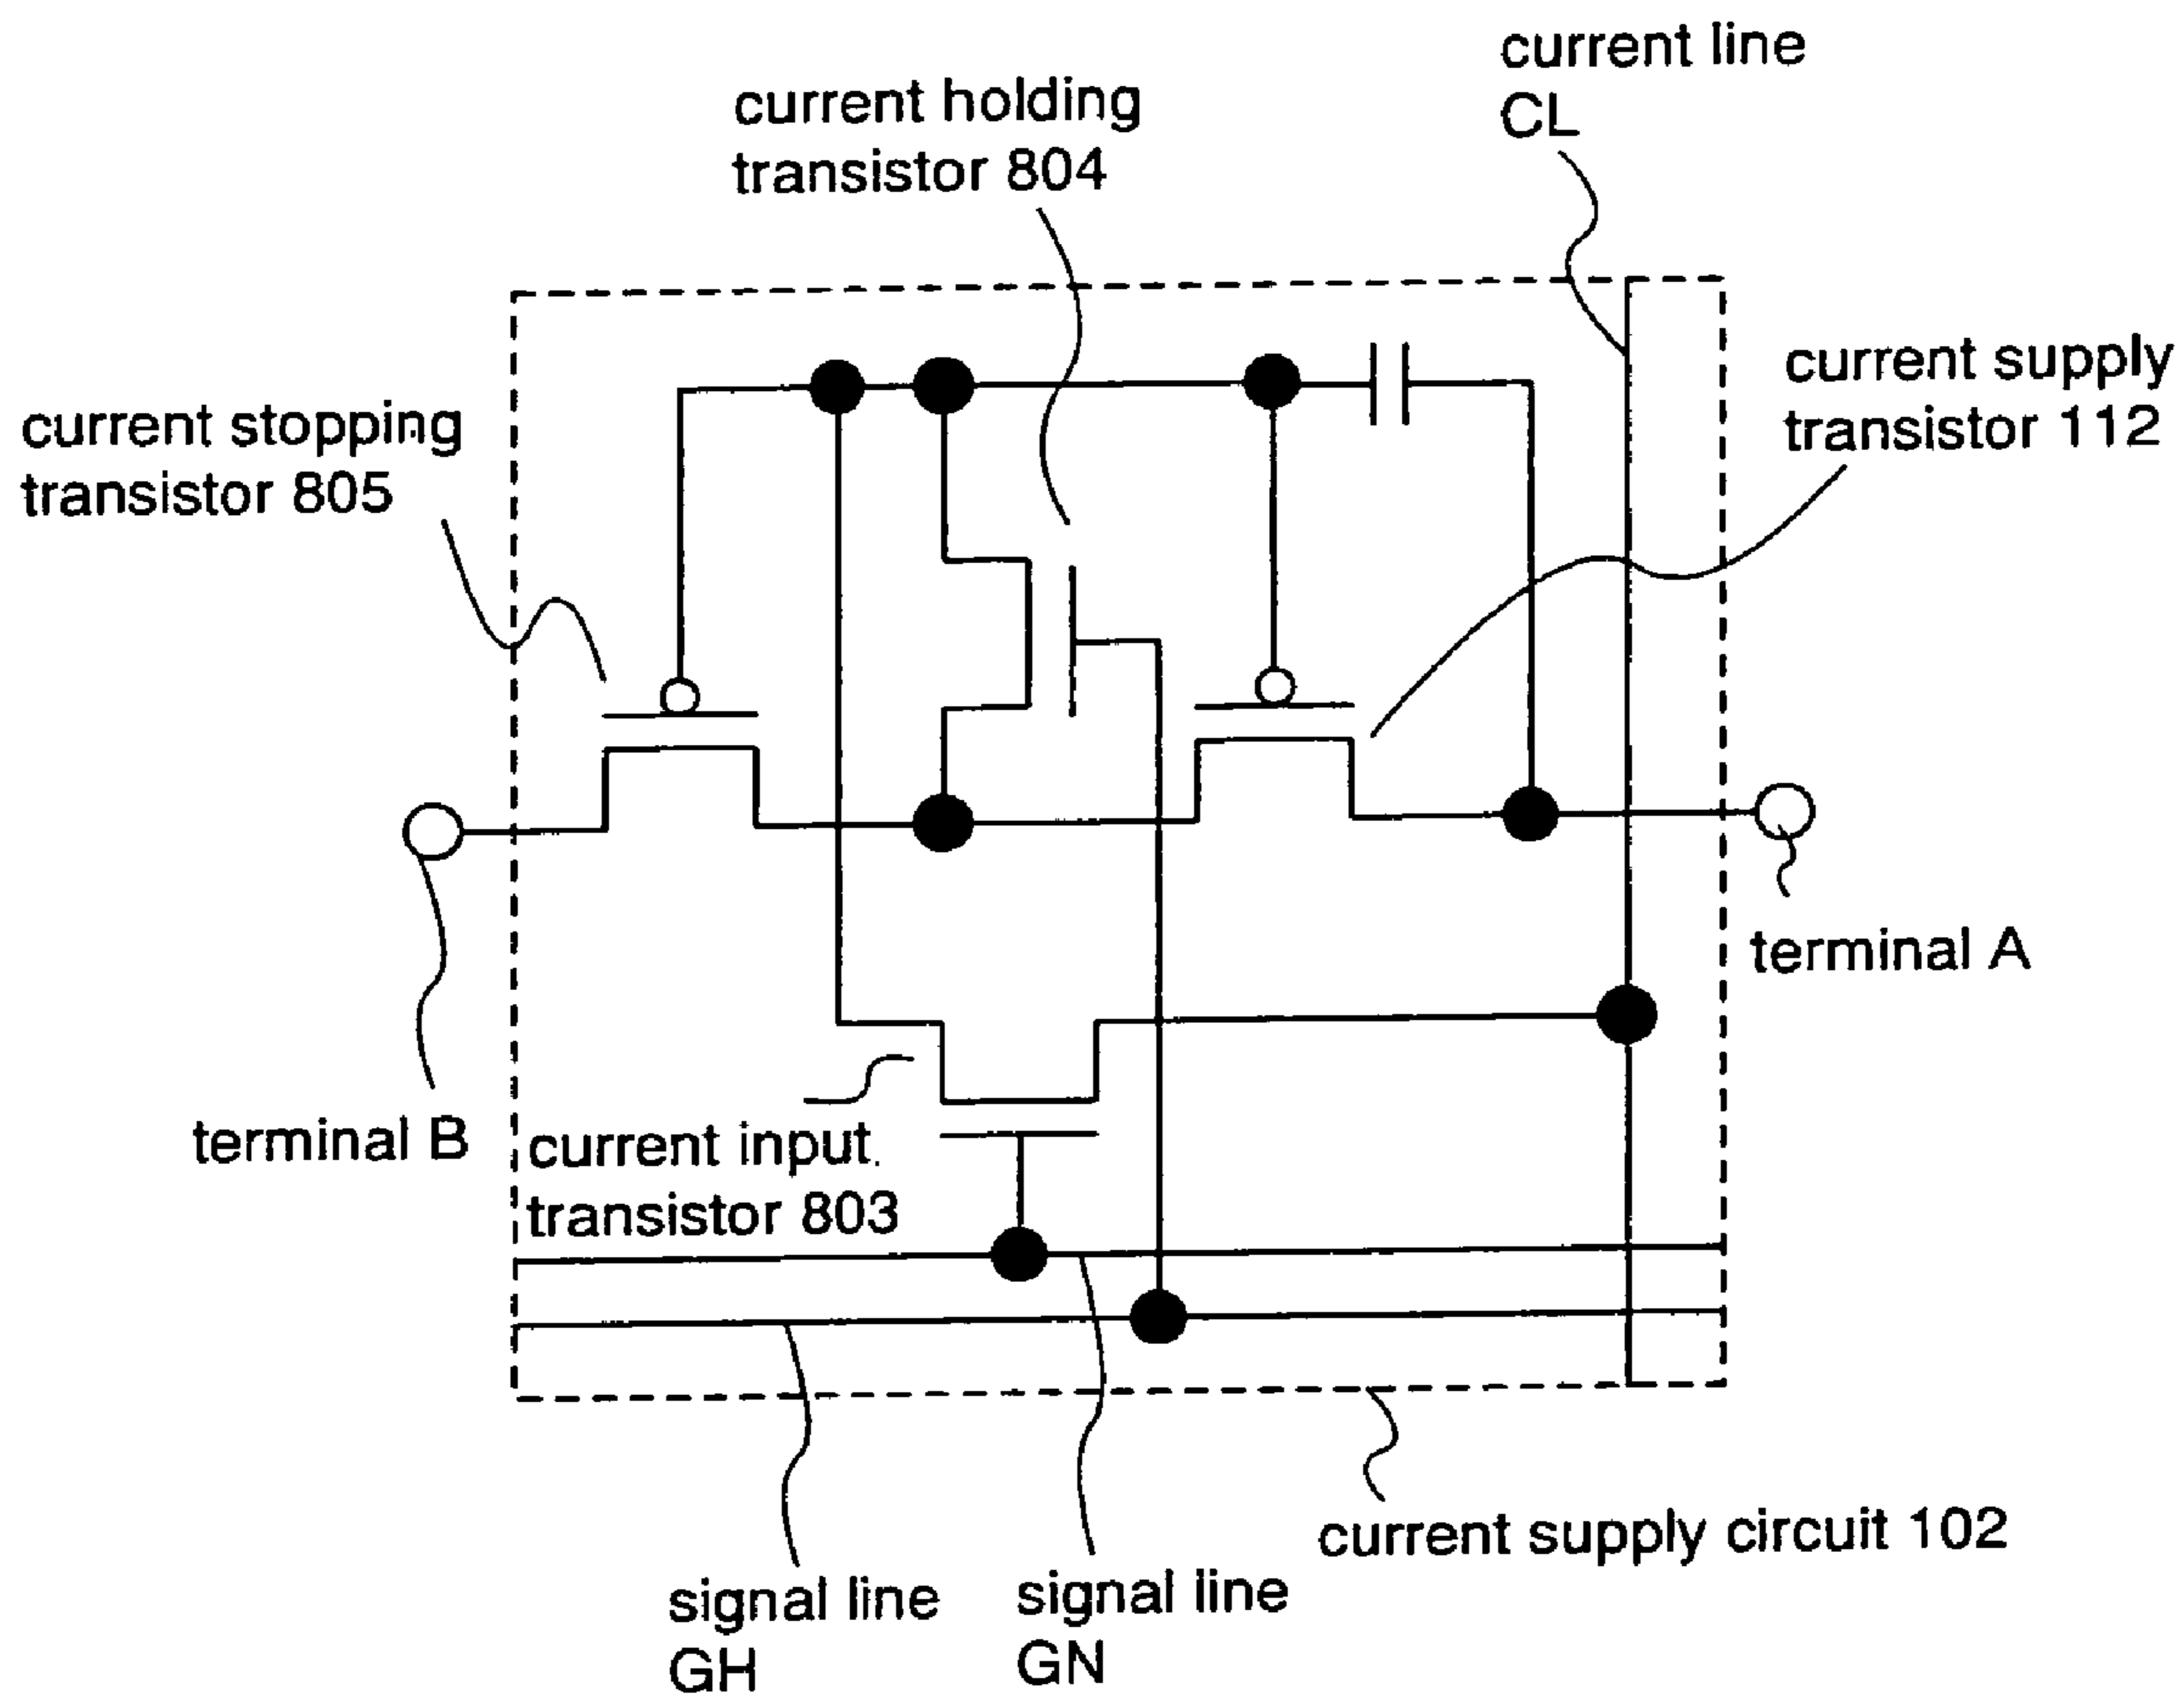 current line
CL
current holding
transistor 804
current supply
transistor 112
current stopping
transistor 805
terminal A
terminal B
current input.
transistor 803
current supply circuit 102
signal line
GH
signal line
GN